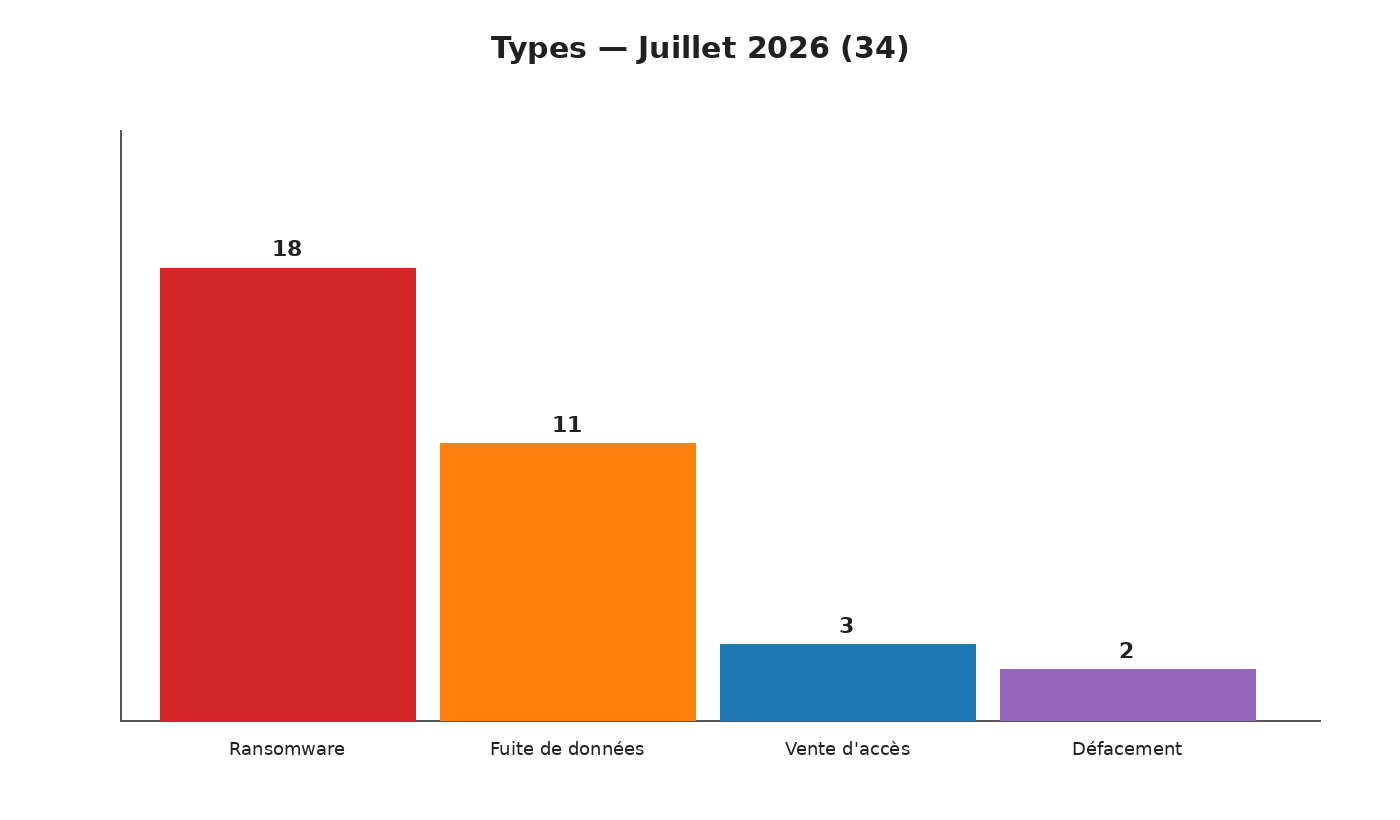 Types — Juillet 2026 (34)
18
11
3
2
Ransomware
Fuite de données
Vente d'accès
Défacement